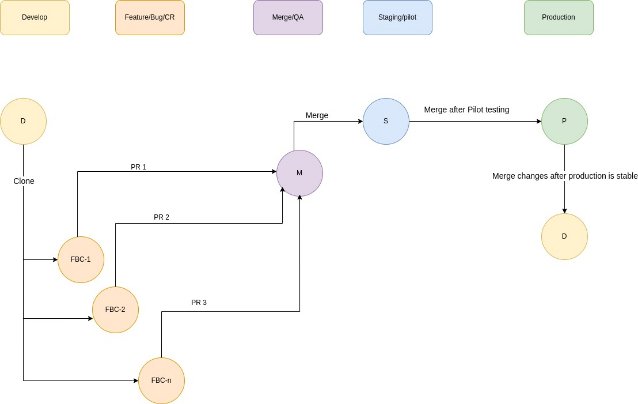 Develop
Feature/Bug/CR
Merge/QA
Staging/pilot
Production
D
Merge
S
Merge after Pilot testing
P
Clone
PR 1
M
Merge changes after production is stable
PR 2
D
FBC-1
FBC-2
PR 3
FBC-n